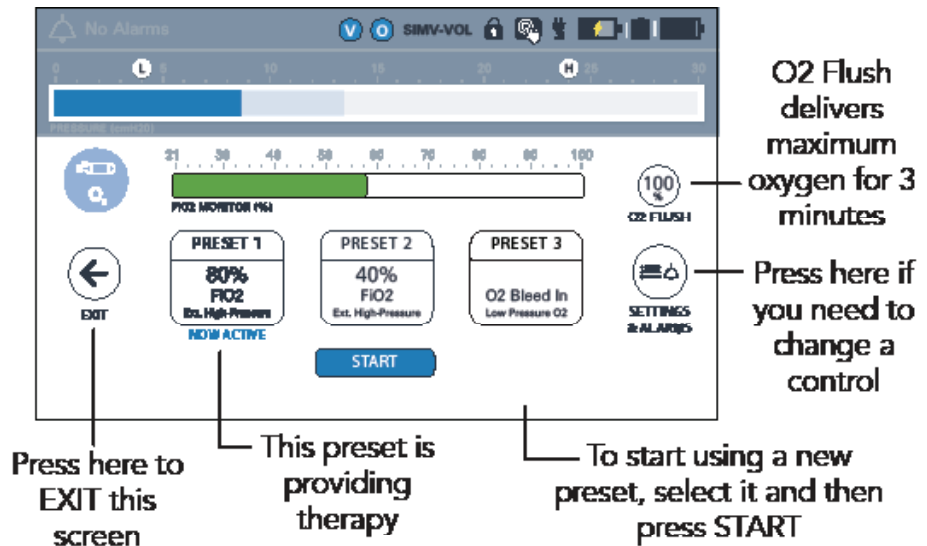 No Alarms
V O SIMV-VOL
0 L 5 10 15 20 H 25 30
PRESSURE (cmH20)
21 30 40 50 60 70 80 90 100
FIO2 MONITOR (%)
O2
100
%
O2 FLUSH
EXIT
PRESET 1
80%
FIO2
Ext. High-Pressure
NOW ACTIVE
PRESET 2
40%
FiO2
Ext. High-Pressure
PRESET 3
O2 Bleed In
Low Pressure O2
SETTINGS
& ALARMS
START
O2 Flush
delivers
maximum
oxygen for 3
minutes
Press here if
you need to
change a
control
Press here to
EXIT this
screen
This preset is
providing
therapy
To start using a new
preset, select it and then
press START